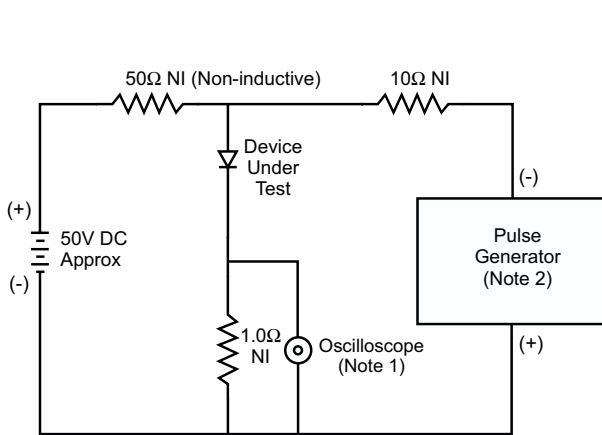 50Ω NI (Non-inductive)
10Ω NI
Device
Under
Test
(-)
(+)
50V DC
Approx
(-)
Pulse
Generator
(Note 2)
1.0Ω
NI
Oscilloscope
(Note 1)
(+)